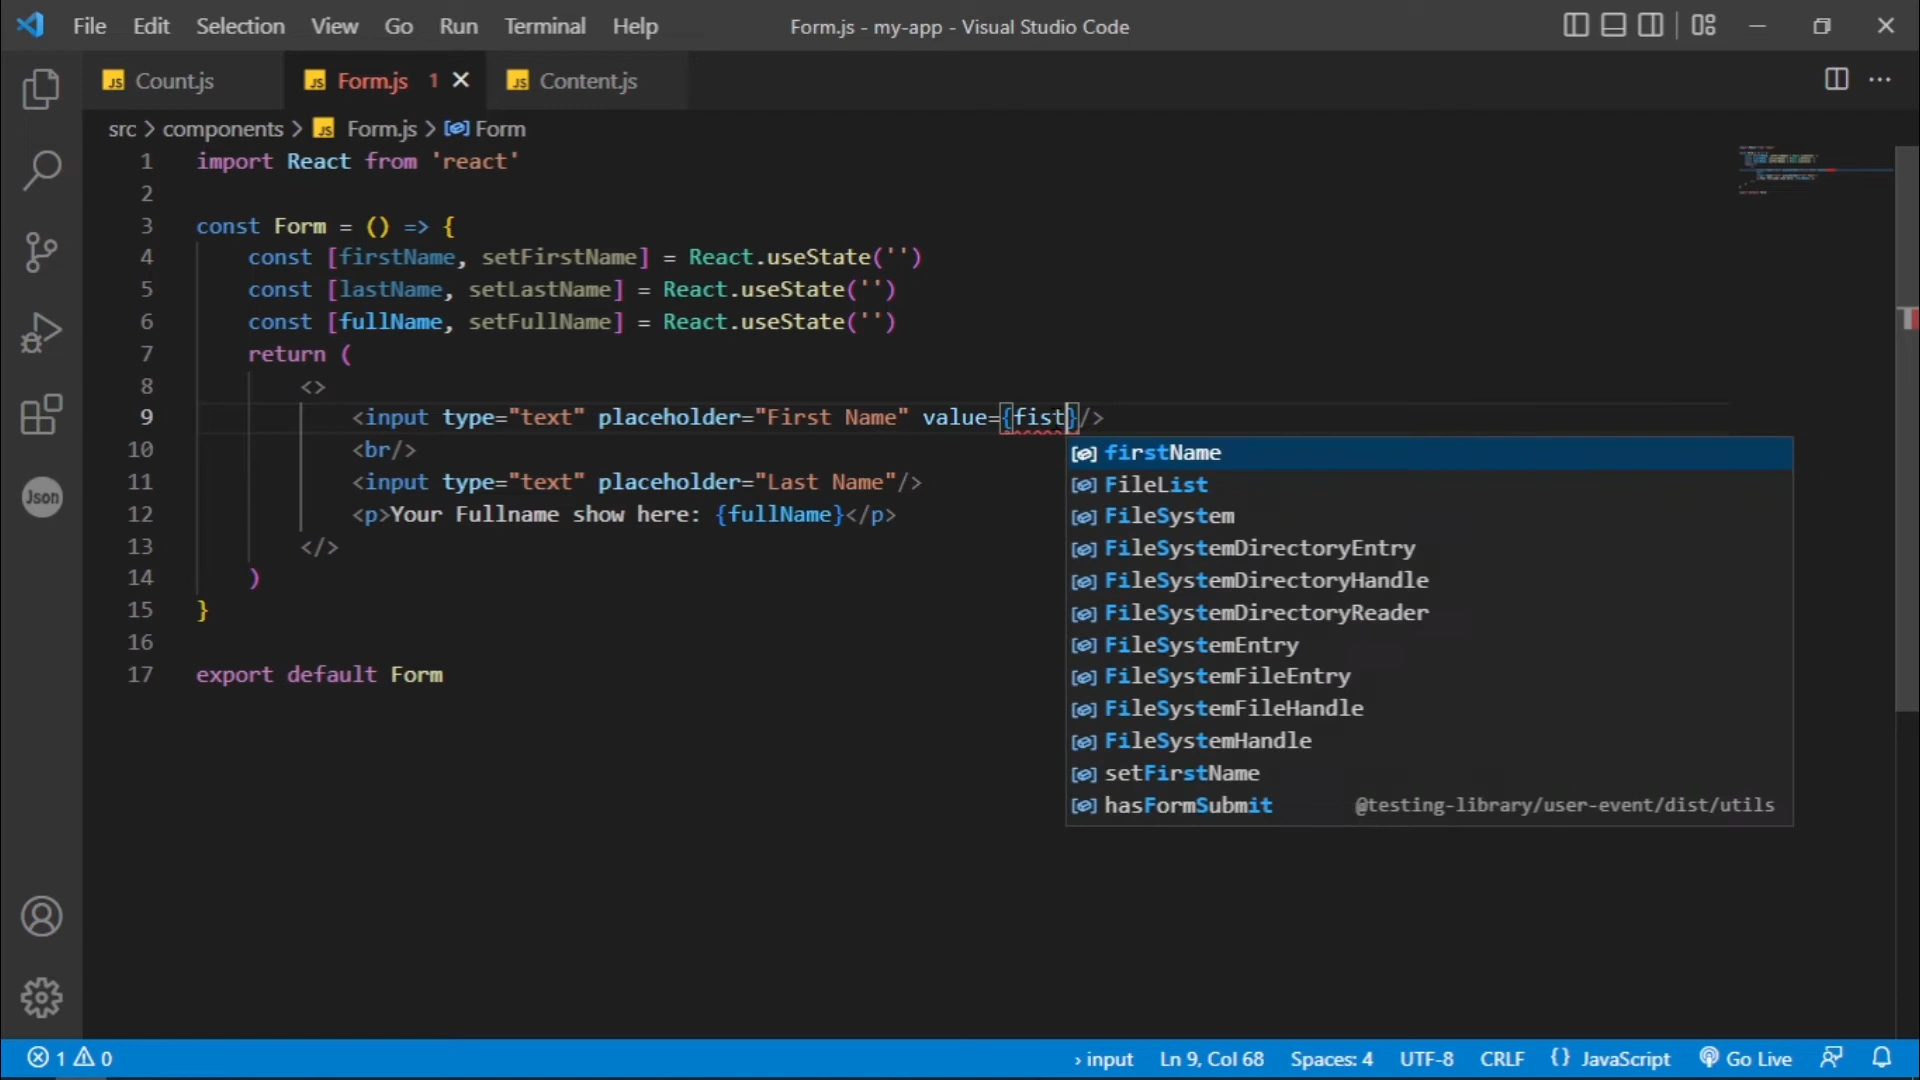 File Edit Selection View Go Run Terminal Help Form.js - my-app - Visual Studio Code
JS Count.js JS Form.js 1 JS Content.js
src > components > JS Form.js > Form
1 import React from 'react'
2
3 const Form = () => {
4 const [firstName, setFirstName] = React.useState('')
5 const [lastName, setLastName] = React.useState('')
6 const [fullName, setFullName] = React.useState('')
7 return (
8 <>
9 <input type="text" placeholder="First Name" value={fist}/>
10 <br/>
11 <input type="text" placeholder="Last Name"/>
12 <p>Your Fullname show here: {fullName}</p>
13 </>
14 )
15 }
16
17 export default Form
firstName
FileList
FileSystem
FileSystemDirectoryEntry
FileSystemDirectoryHandle
FileSystemDirectoryReader
FileSystemEntry
FileSystemFileEntry
FileSystemFileHandle
FileSystemHandle
setFirstName
hasFormSubmit @testing-library/user-event/dist/utils
Json
1 0 › input Ln 9, Col 68 Spaces: 4 UTF-8 CRLF {} JavaScript Go Live